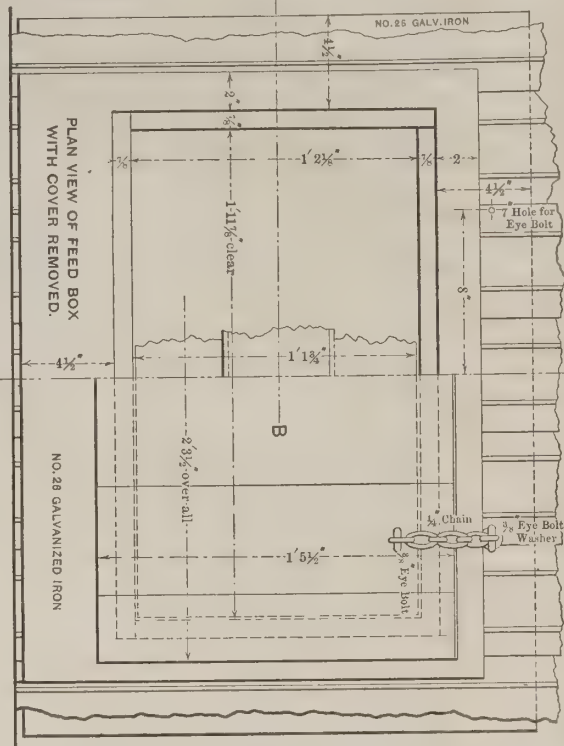 NO. 26 GALV. IRON
4½"
2"
⅞"
⅞
1' 2⅛"
⅞
2
4½"
7" Hole for
Eye Bolt
1'-11⅞"-clear
8"
PLAN VIEW OF FEED BOX
WITH COVER REMOVED.
4½"
1' 1¾"
B
2' 3½"-over all
NO. 26 GALVANIZED IRON
¼" Chain
⅜" Eye Bolt
Washer
1' 5½"
⅜" Eye Bolt